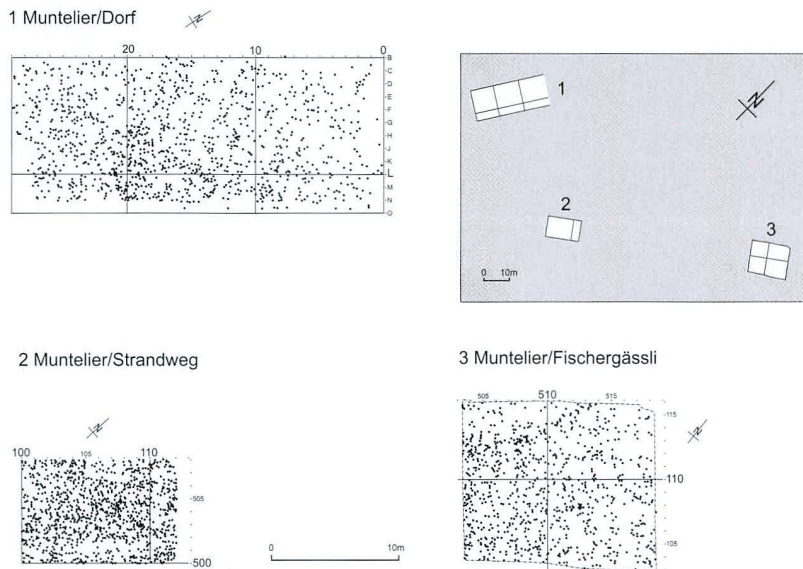 1 Muntelier/Dorf
N
20
10
0
B
C
D
E
F
G
H
J
K
L
M
N
O
1
N
2
3
0
10m
2 Muntelier/Strandweg
N
100
105
110
505
500
0
10m
3 Muntelier/Fischergässli
505
510
515
115
N
110
105